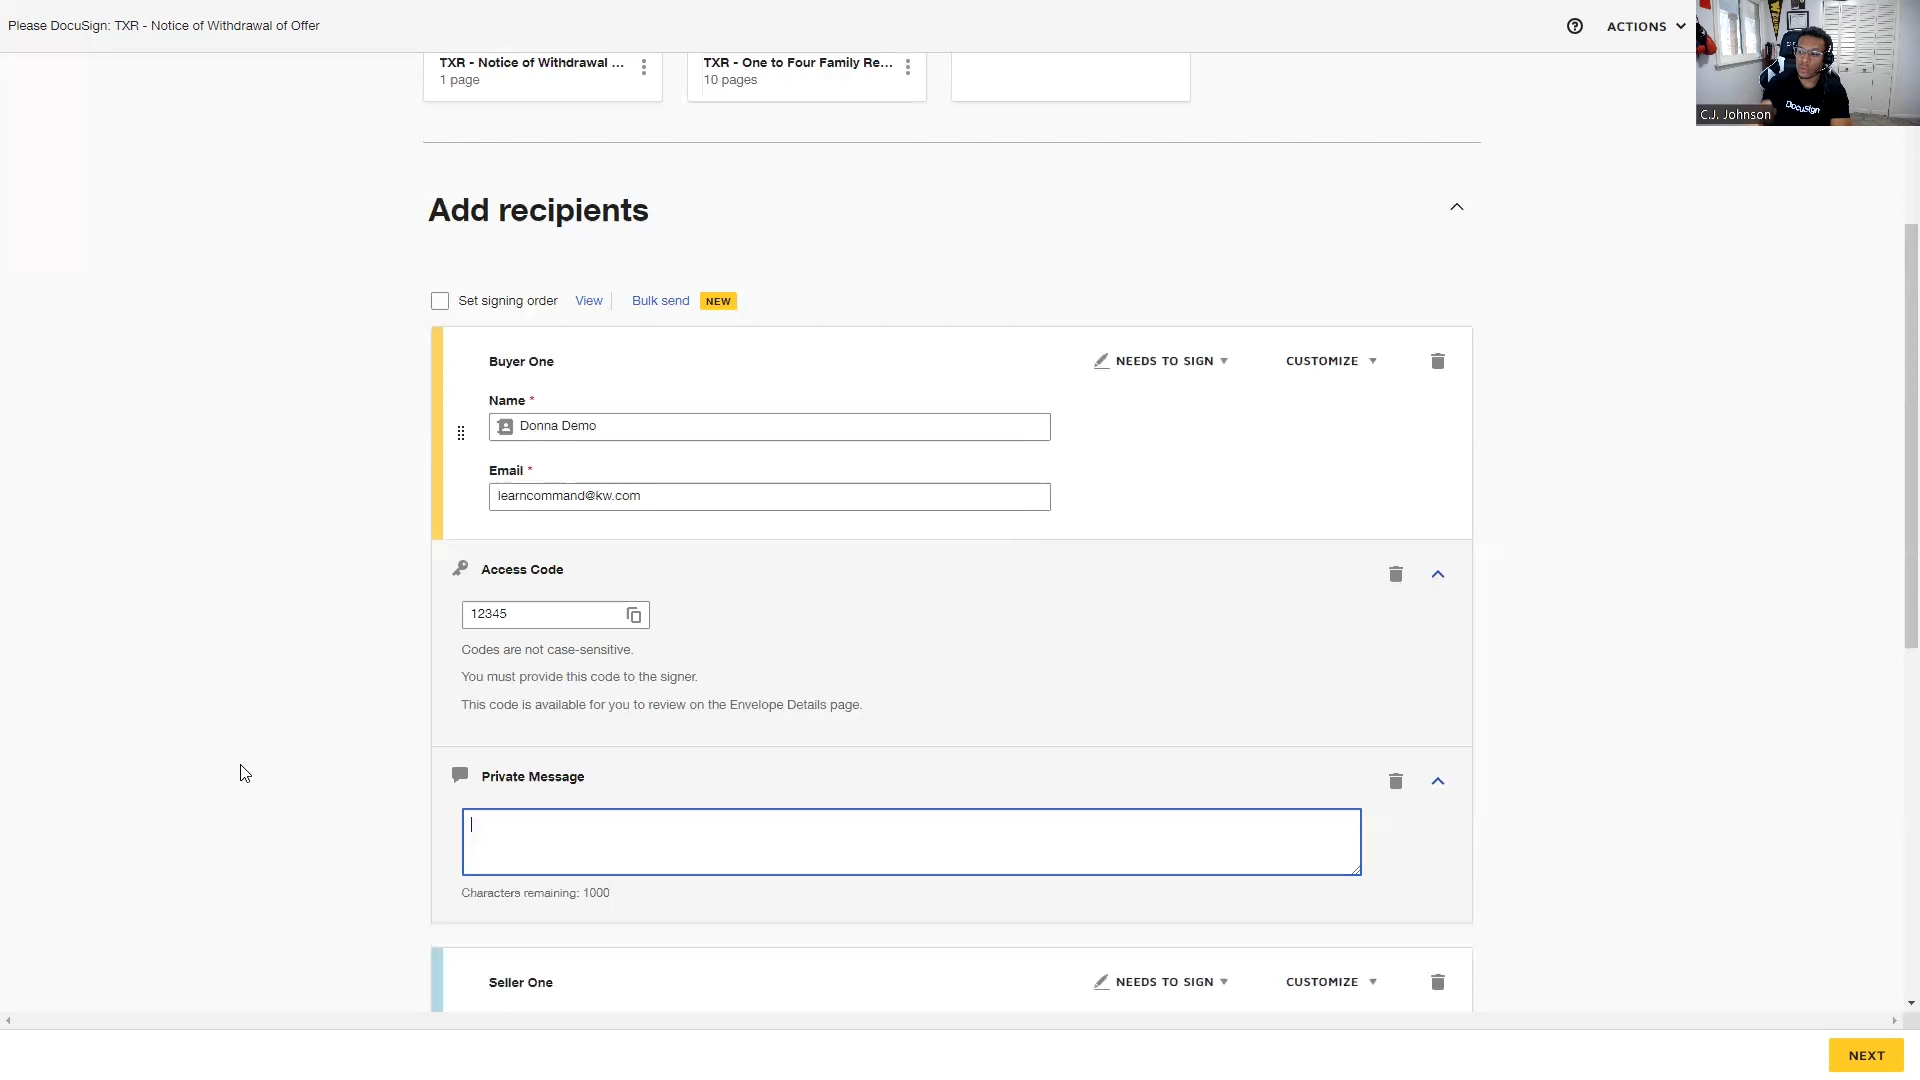 Please DocuSign: TXR - Notice of Withdrawal of Offer
ACTIONS
TXR - Notice of Withdrawal ...
1 page
TXR - One to Four Family Re...
10 pages
DocuSign
C.J. Johnson
Add recipients
Set signing order View Bulk send NEW
Buyer One NEEDS TO SIGN CUSTOMIZE
Name *
Donna Demo
Email *
learncommand@kw.com
Access Code
12345
Codes are not case-sensitive.
You must provide this code to the signer.
This code is available for you to review on the Envelope Details page.
Private Message
Characters remaining: 1000
Seller One NEEDS TO SIGN CUSTOMIZE
NEXT